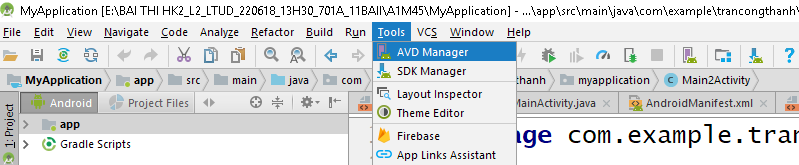 MyApplication [E:\BAI THI HK2_L2_LTUD_220618_13H30_701A_11BAII\A1M45\MyApplication] - ...\app\src\main\java\com\example\trancongthanh\
File Edit View Navigate Code Analyze Refactor Build Run Tools VCS Window Help
MyApplication app src main java com thanh myapplication Main2Activity
AVD Manager
SDK Manager
Android Project Files MainActivity.java AndroidManifest.xml
Layout Inspector
Theme Editor
1: Project
app
age com.example.tran
Gradle Scripts
Firebase
App Links Assistant